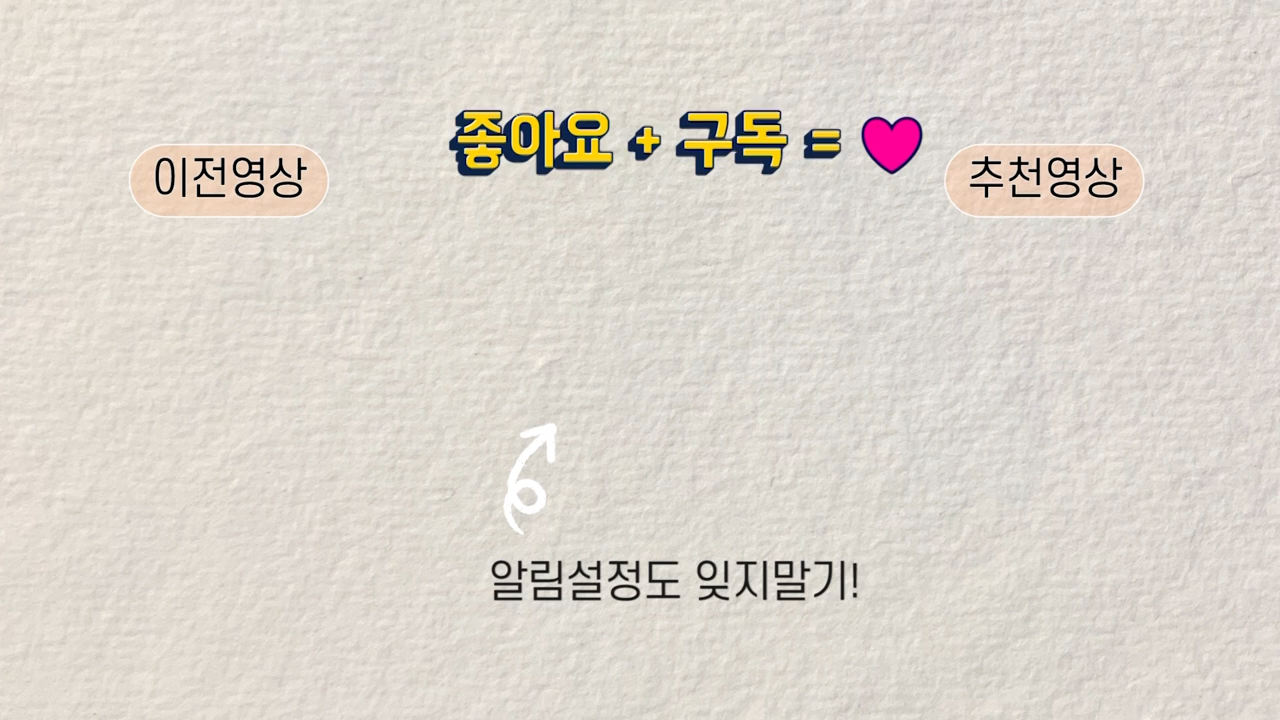 좋아요 + 구독 = ♥
이전영상
추천영상
알림설정도 잊지말기!